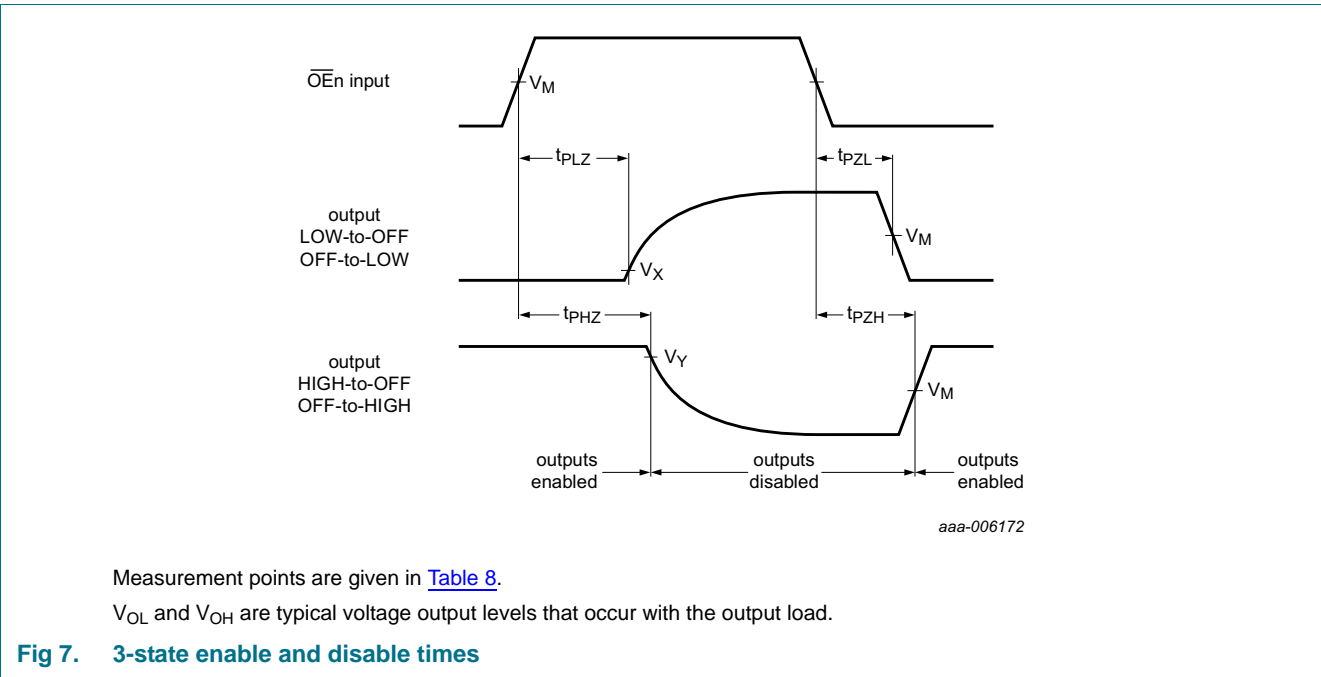 O̅E̅n input
VM
tPLZ
tPZL
output
LOW-to-OFF
OFF-to-LOW
VM
VX
tPHZ
tPZH
output
HIGH-to-OFF
OFF-to-HIGH
VY
VM
outputs
enabled
outputs
disabled
outputs
enabled
aaa-006172
Measurement points are given in Table 8.
VOL and VOH are typical voltage output levels that occur with the output load.
Fig 7. 3-state enable and disable times